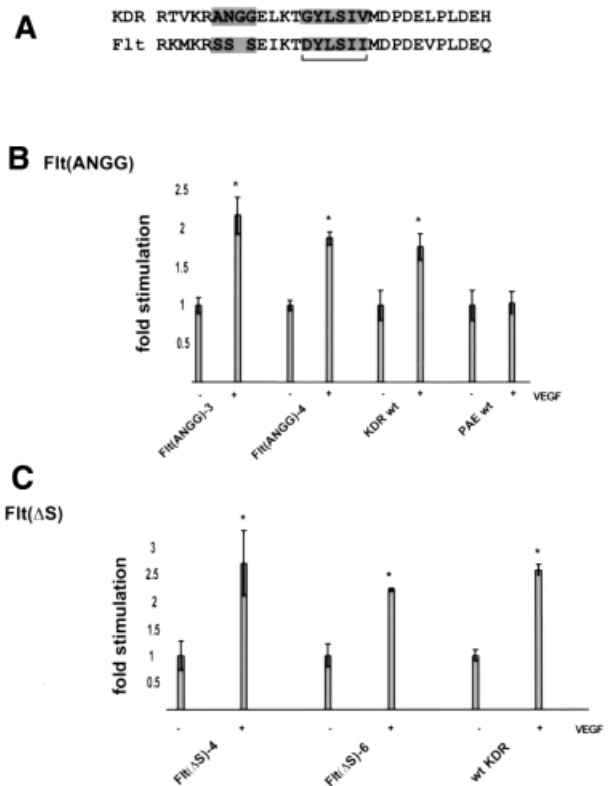 A
KDR RTVKRANGGELKTGYLSIVMDPDELPLDEH
Flt RKMKRSS SEIKTDYLSIIMDPDEVPLDEQ
B Flt(ANGG)
fold stimulation
2.5
2
1.5
1
0.5
* * *
- + - + - + - + VEGF
Flt(ANGG)-3 Flt(ANGG)-4 KDR wt PAE wt
C
Flt(ΔS)
fold stimulation
3
2.5
2
1.5
1
0.5
* * *
- + - + - + VEGF
Flt(ΔS)-4 Flt(ΔS)-6 wt KDR